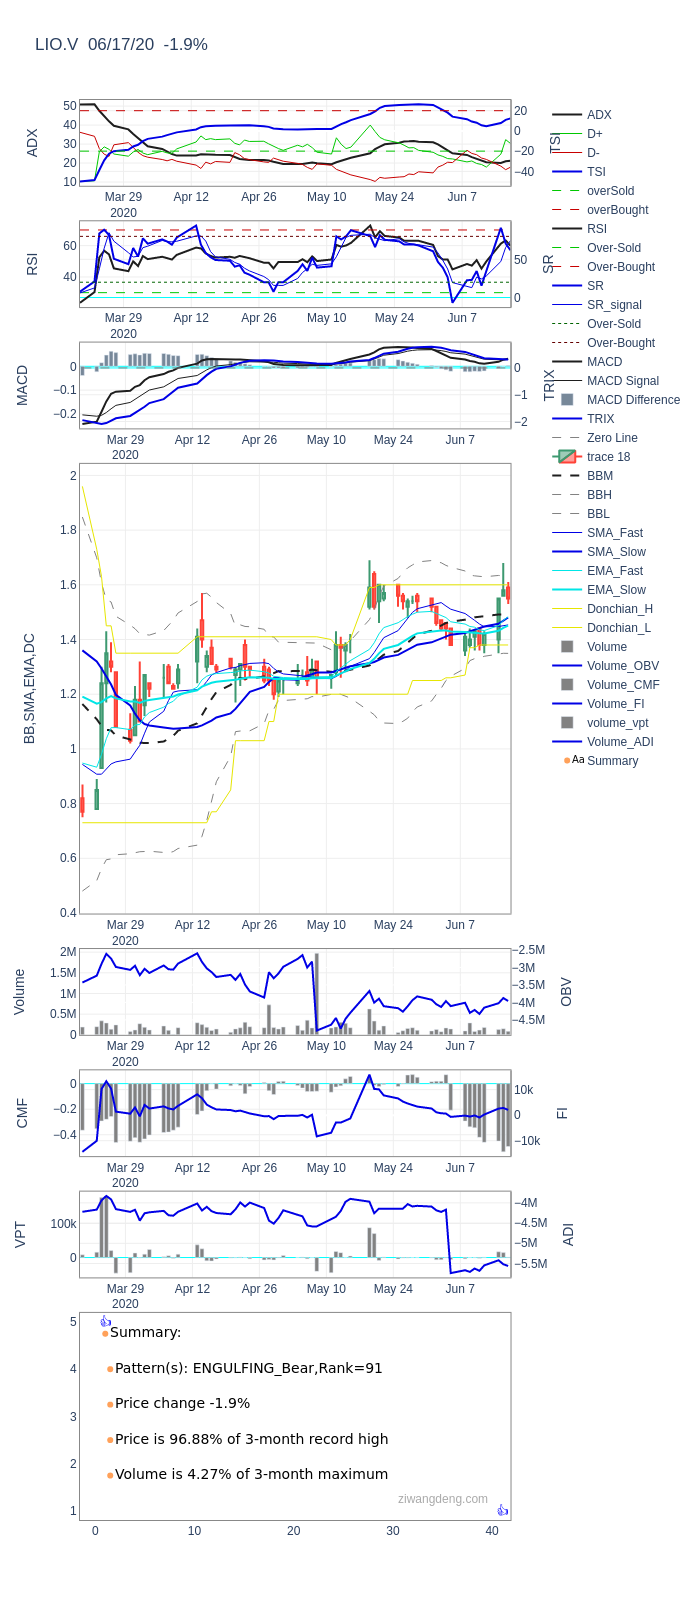 LIO.V 06/17/20 -1.9%
50
40
30
20
10
ADX
20
0
−20
−40
TSI
Mar 29
2020
Apr 12
Apr 26
May 10
May 24
Jun 7
60
40
RSI
50
0
SR
Mar 29
2020
Apr 12
Apr 26
May 10
May 24
Jun 7
0
−0.1
−0.2
MACD
0
−1
−2
TRIX
Mar 29
2020
Apr 12
Apr 26
May 10
May 24
Jun 7
2
1.8
1.6
1.4
1.2
1
0.8
0.6
0.4
BB,SMA,EMA,DC
Mar 29
2020
Apr 12
Apr 26
May 10
May 24
Jun 7
2M
1.5M
1M
0.5M
0
Volume
−2.5M
−3M
−3.5M
−4M
−4.5M
OBV
Mar 29
2020
Apr 12
Apr 26
May 10
May 24
Jun 7
0
−0.2
−0.4
CMF
10k
0
−10k
FI
Mar 29
2020
Apr 12
Apr 26
May 10
May 24
Jun 7
100k
0
VPT
−4M
−4.5M
−5M
−5.5M
ADI
Mar 29
2020
Apr 12
Apr 26
May 10
May 24
Jun 7
5
4
3
2
1
👍
Summary:
Pattern(s): ENGULFING_Bear,Rank=91
Price change -1.9%
Price is 96.88% of 3-month record high
Volume is 4.27% of 3-month maximum
ziwangdeng.com
👍
0
10
20
30
40
ADX
D+
D-
TSI
overSold
overBought
RSI
Over-Sold
Over-Bought
SR
SR_signal
Over-Sold
Over-Bought
MACD
MACD Signal
MACD Difference
TRIX
Zero Line
trace 18
BBM
BBH
BBL
SMA_Fast
SMA_Slow
EMA_Fast
EMA_Slow
Donchian_H
Donchian_L
Volume
Volume_OBV
Volume_CMF
Volume_FI
volume_vpt
Volume_ADI
Aa Summary